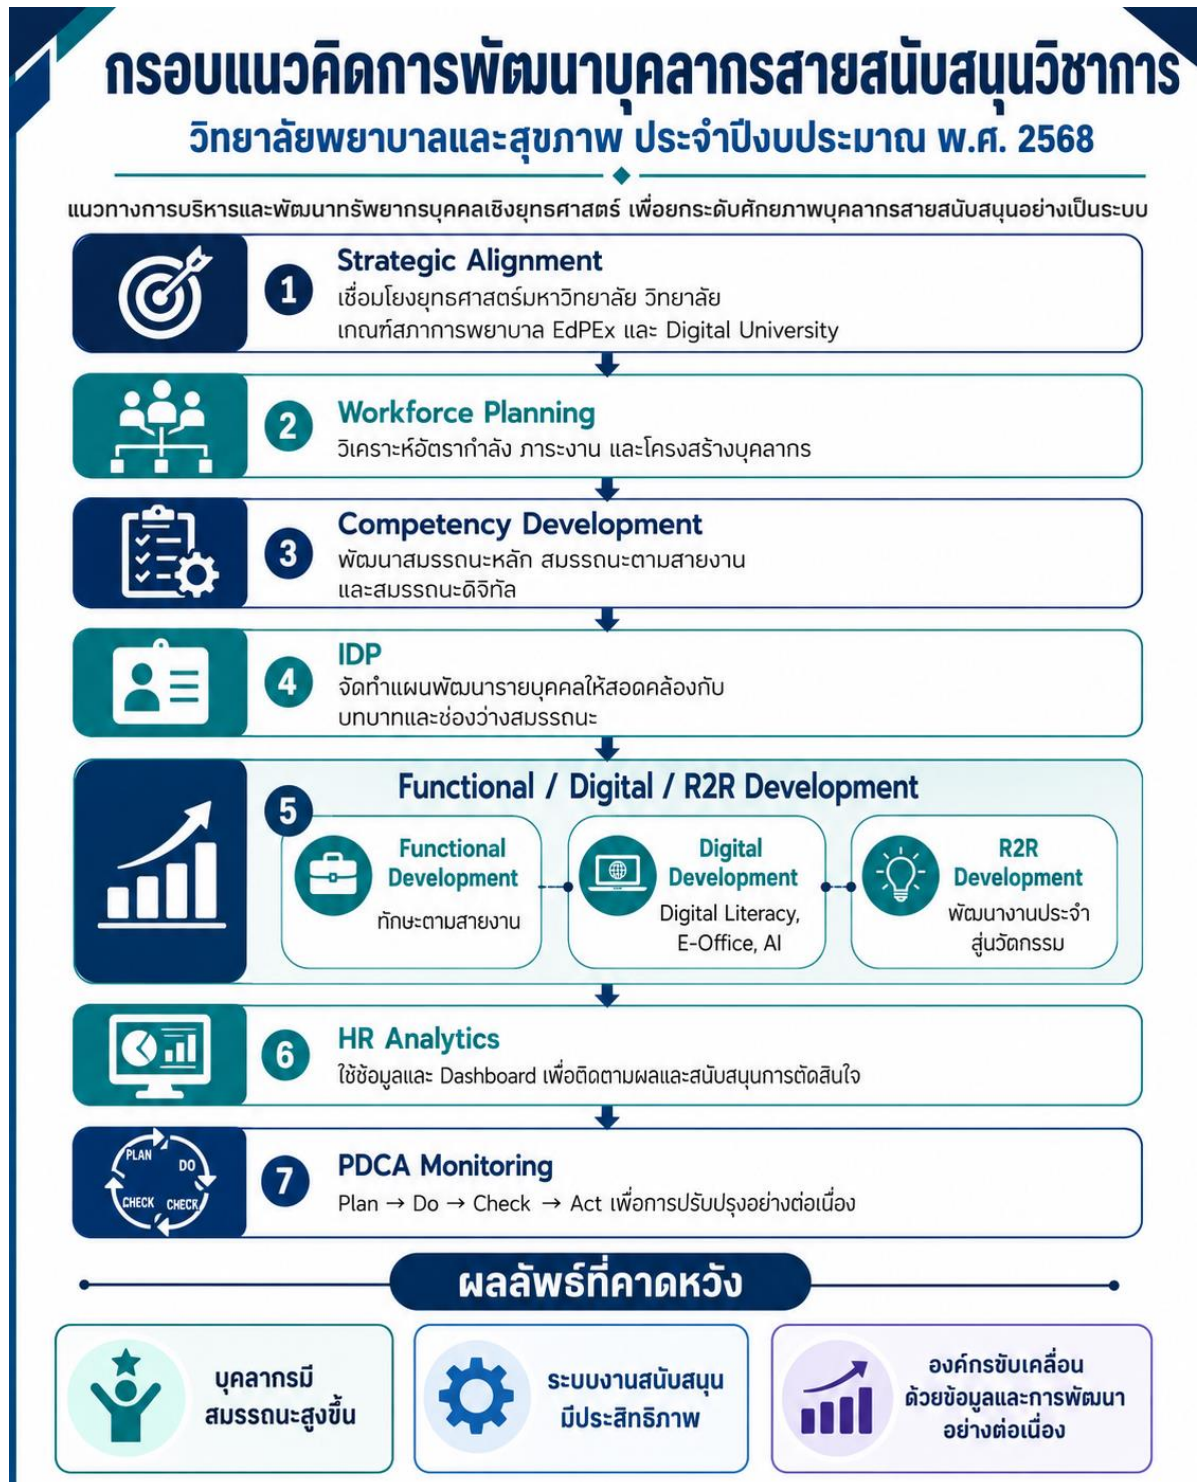 กรอบแนวคิดการพัฒนาบุคลากรสายสนับสนุนวิชาการ
วิทยาลัยพยาบาลและสุขภาพ ประจำปีงบประมาณ พ.ศ. 2568
แนวทางการบริหารและพัฒนาทรัพยากรบุคคลเชิงยุทธศาสตร์ เพื่อยกระดับศักยภาพบุคลากรสายสนับสนุนอย่างเป็นระบบ
1
Strategic Alignment
เชื่อมโยงยุทธศาสตร์มหาวิทยาลัย วิทยาลัย
เกณฑ์สภาการพยาบาล EdPEx และ Digital University
2
Workforce Planning
วิเคราะห์อัตรากำลัง ภาระงาน และโครงสร้างบุคลากร
3
Competency Development
พัฒนาสมรรถนะหลัก สมรรถนะตามสายงาน
และสมรรถนะดิจิทัล
4
IDP
จัดทำแผนพัฒนารายบุคคลให้สอดคล้องกับ
บทบาทและช่องว่างสมรรถนะ
5
Functional / Digital / R2R Development
Functional
Development
ทักษะตามสายงาน
Digital
Development
Digital Literacy,
E-Office, AI
R2R
Development
พัฒนางานประจำ
สู่นวัตกรรม
6
HR Analytics
ใช้ข้อมูลและ Dashboard เพื่อติดตามผลและสนับสนุนการตัดสินใจ
PLAN
DO
CHECK
CHECK
7
PDCA Monitoring
Plan → Do → Check → Act เพื่อการปรับปรุงอย่างต่อเนื่อง
ผลลัพธ์ที่คาดหวัง
บุคลากรมี
สมรรถนะสูงขึ้น
ระบบงานสนับสนุน
มีประสิทธิภาพ
องค์กรขับเคลื่อน
ด้วยข้อมูลและการพัฒนา
อย่างต่อเนื่อง